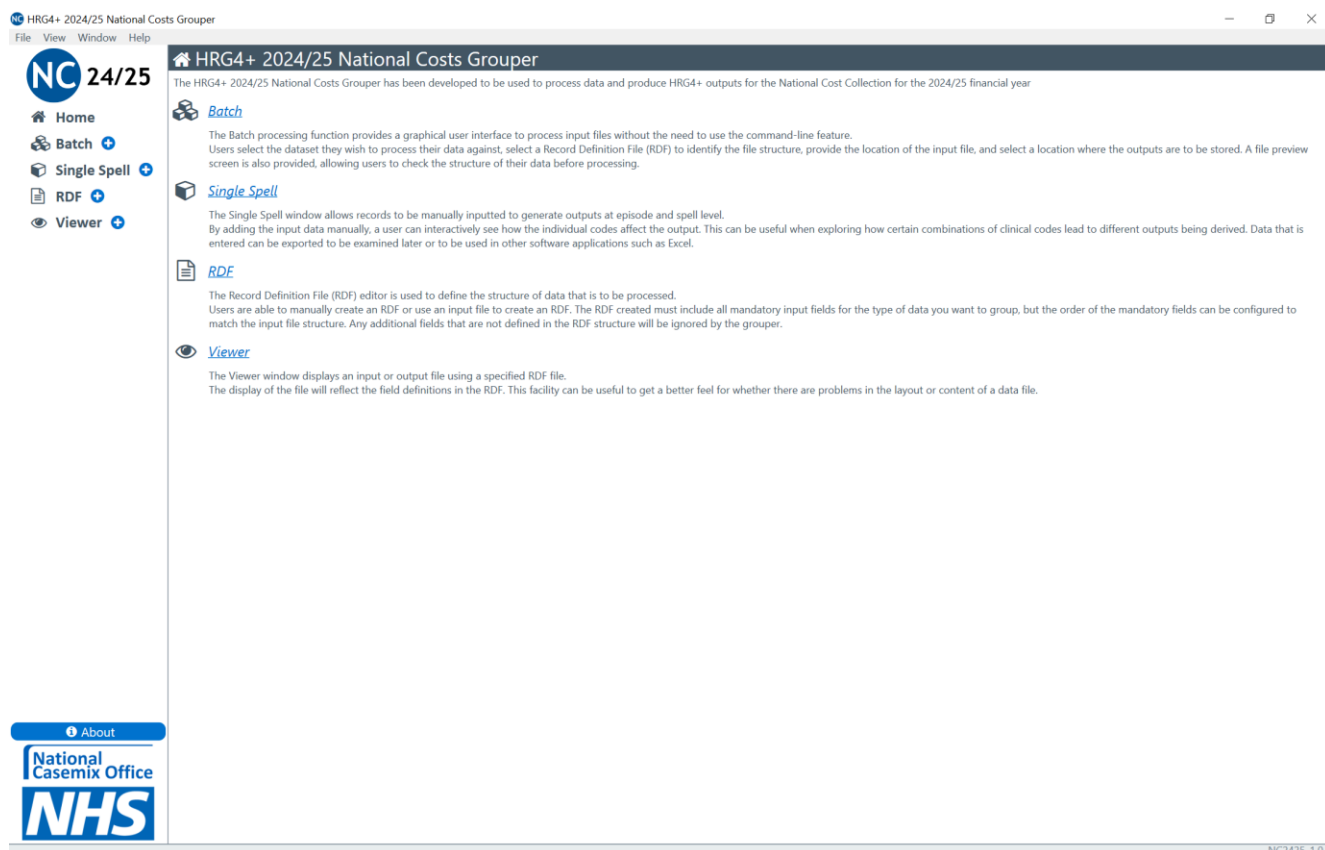 NC HRG4+ 2024/25 National Costs Grouper
File View Window Help
NC 24/25
Home
Batch
Single Spell
RDF
Viewer
HRG4+ 2024/25 National Costs Grouper
The HRG4+ 2024/25 National Costs Grouper has been developed to be used to process data and produce HRG4+ outputs for the National Cost Collection for the 2024/25 financial year
Batch
The Batch processing function provides a graphical user interface to process input files without the need to use the command-line feature.
Users select the dataset they wish to process their data against, select a Record Definition File (RDF) to identify the file structure, provide the location of the input file, and select a location where the outputs are to be stored. A file preview
screen is also provided, allowing users to check the structure of their data before processing.
Single Spell
The Single Spell window allows records to be manually inputted to generate outputs at episode and spell level.
By adding the input data manually, a user can interactively see how the individual codes affect the output. This can be useful when exploring how certain combinations of clinical codes lead to different outputs being derived. Data that is
entered can be exported to be examined later or to be used in other software applications such as Excel.
RDF
The Record Definition File (RDF) editor is used to define the structure of data that is to be processed.
Users are able to manually create an RDF or use an input file to create an RDF. The RDF created must include all mandatory input fields for the type of data you want to group, but the order of the mandatory fields can be configured to
match the input file structure. Any additional fields that are not defined in the RDF structure will be ignored by the grouper.
Viewer
The Viewer window displays an input or output file using a specified RDF file.
The display of the file will reflect the field definitions in the RDF. This facility can be useful to get a better feel for whether there are problems in the layout or content of a data file.
About
National
Casemix Office
NHS